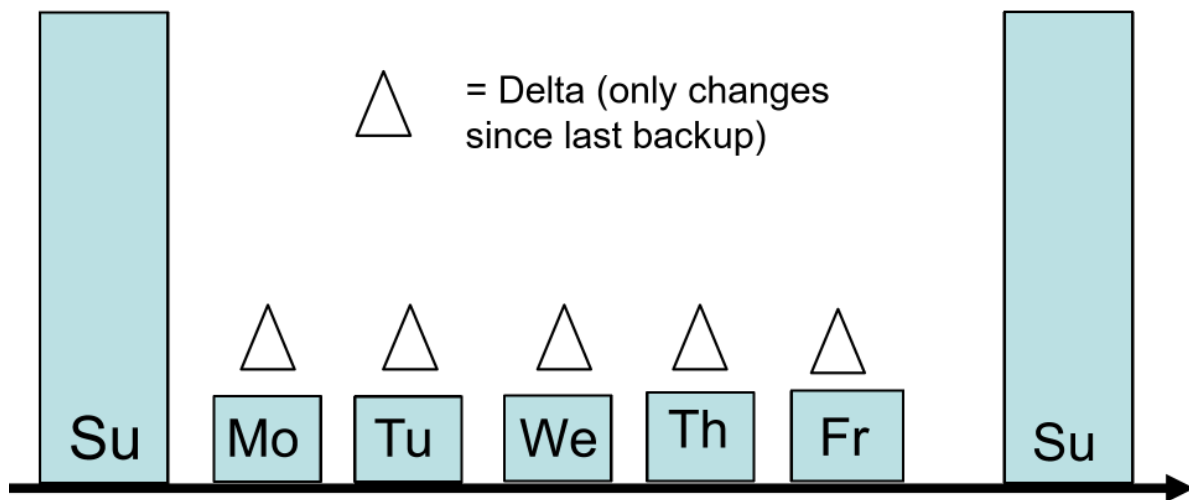 = Delta (only changes
since last backup)
Su
Mo
Tu
We
Th
Fr
Su